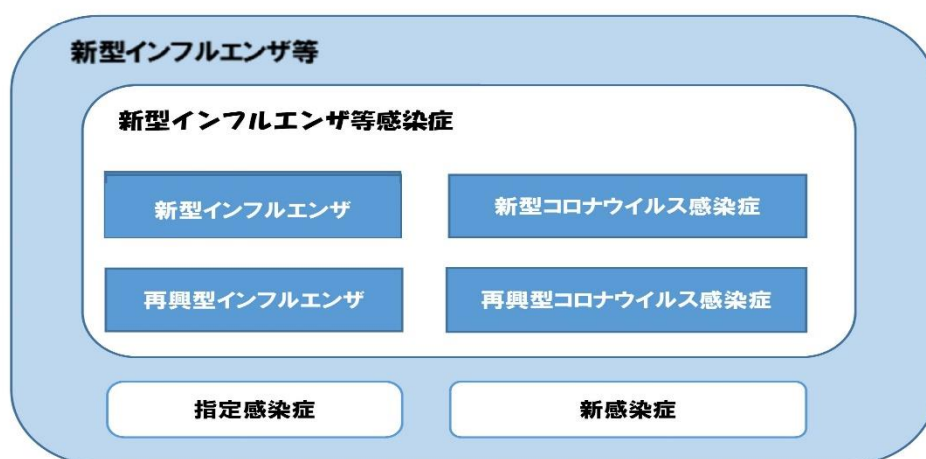 新型インフルエンザ等
新型インフルエンザ等感染症
新型インフルエンザ
新型コロナウイルス感染症
再興型インフルエンザ
再興型コロナウイルス感染症
指定感染症
新感染症